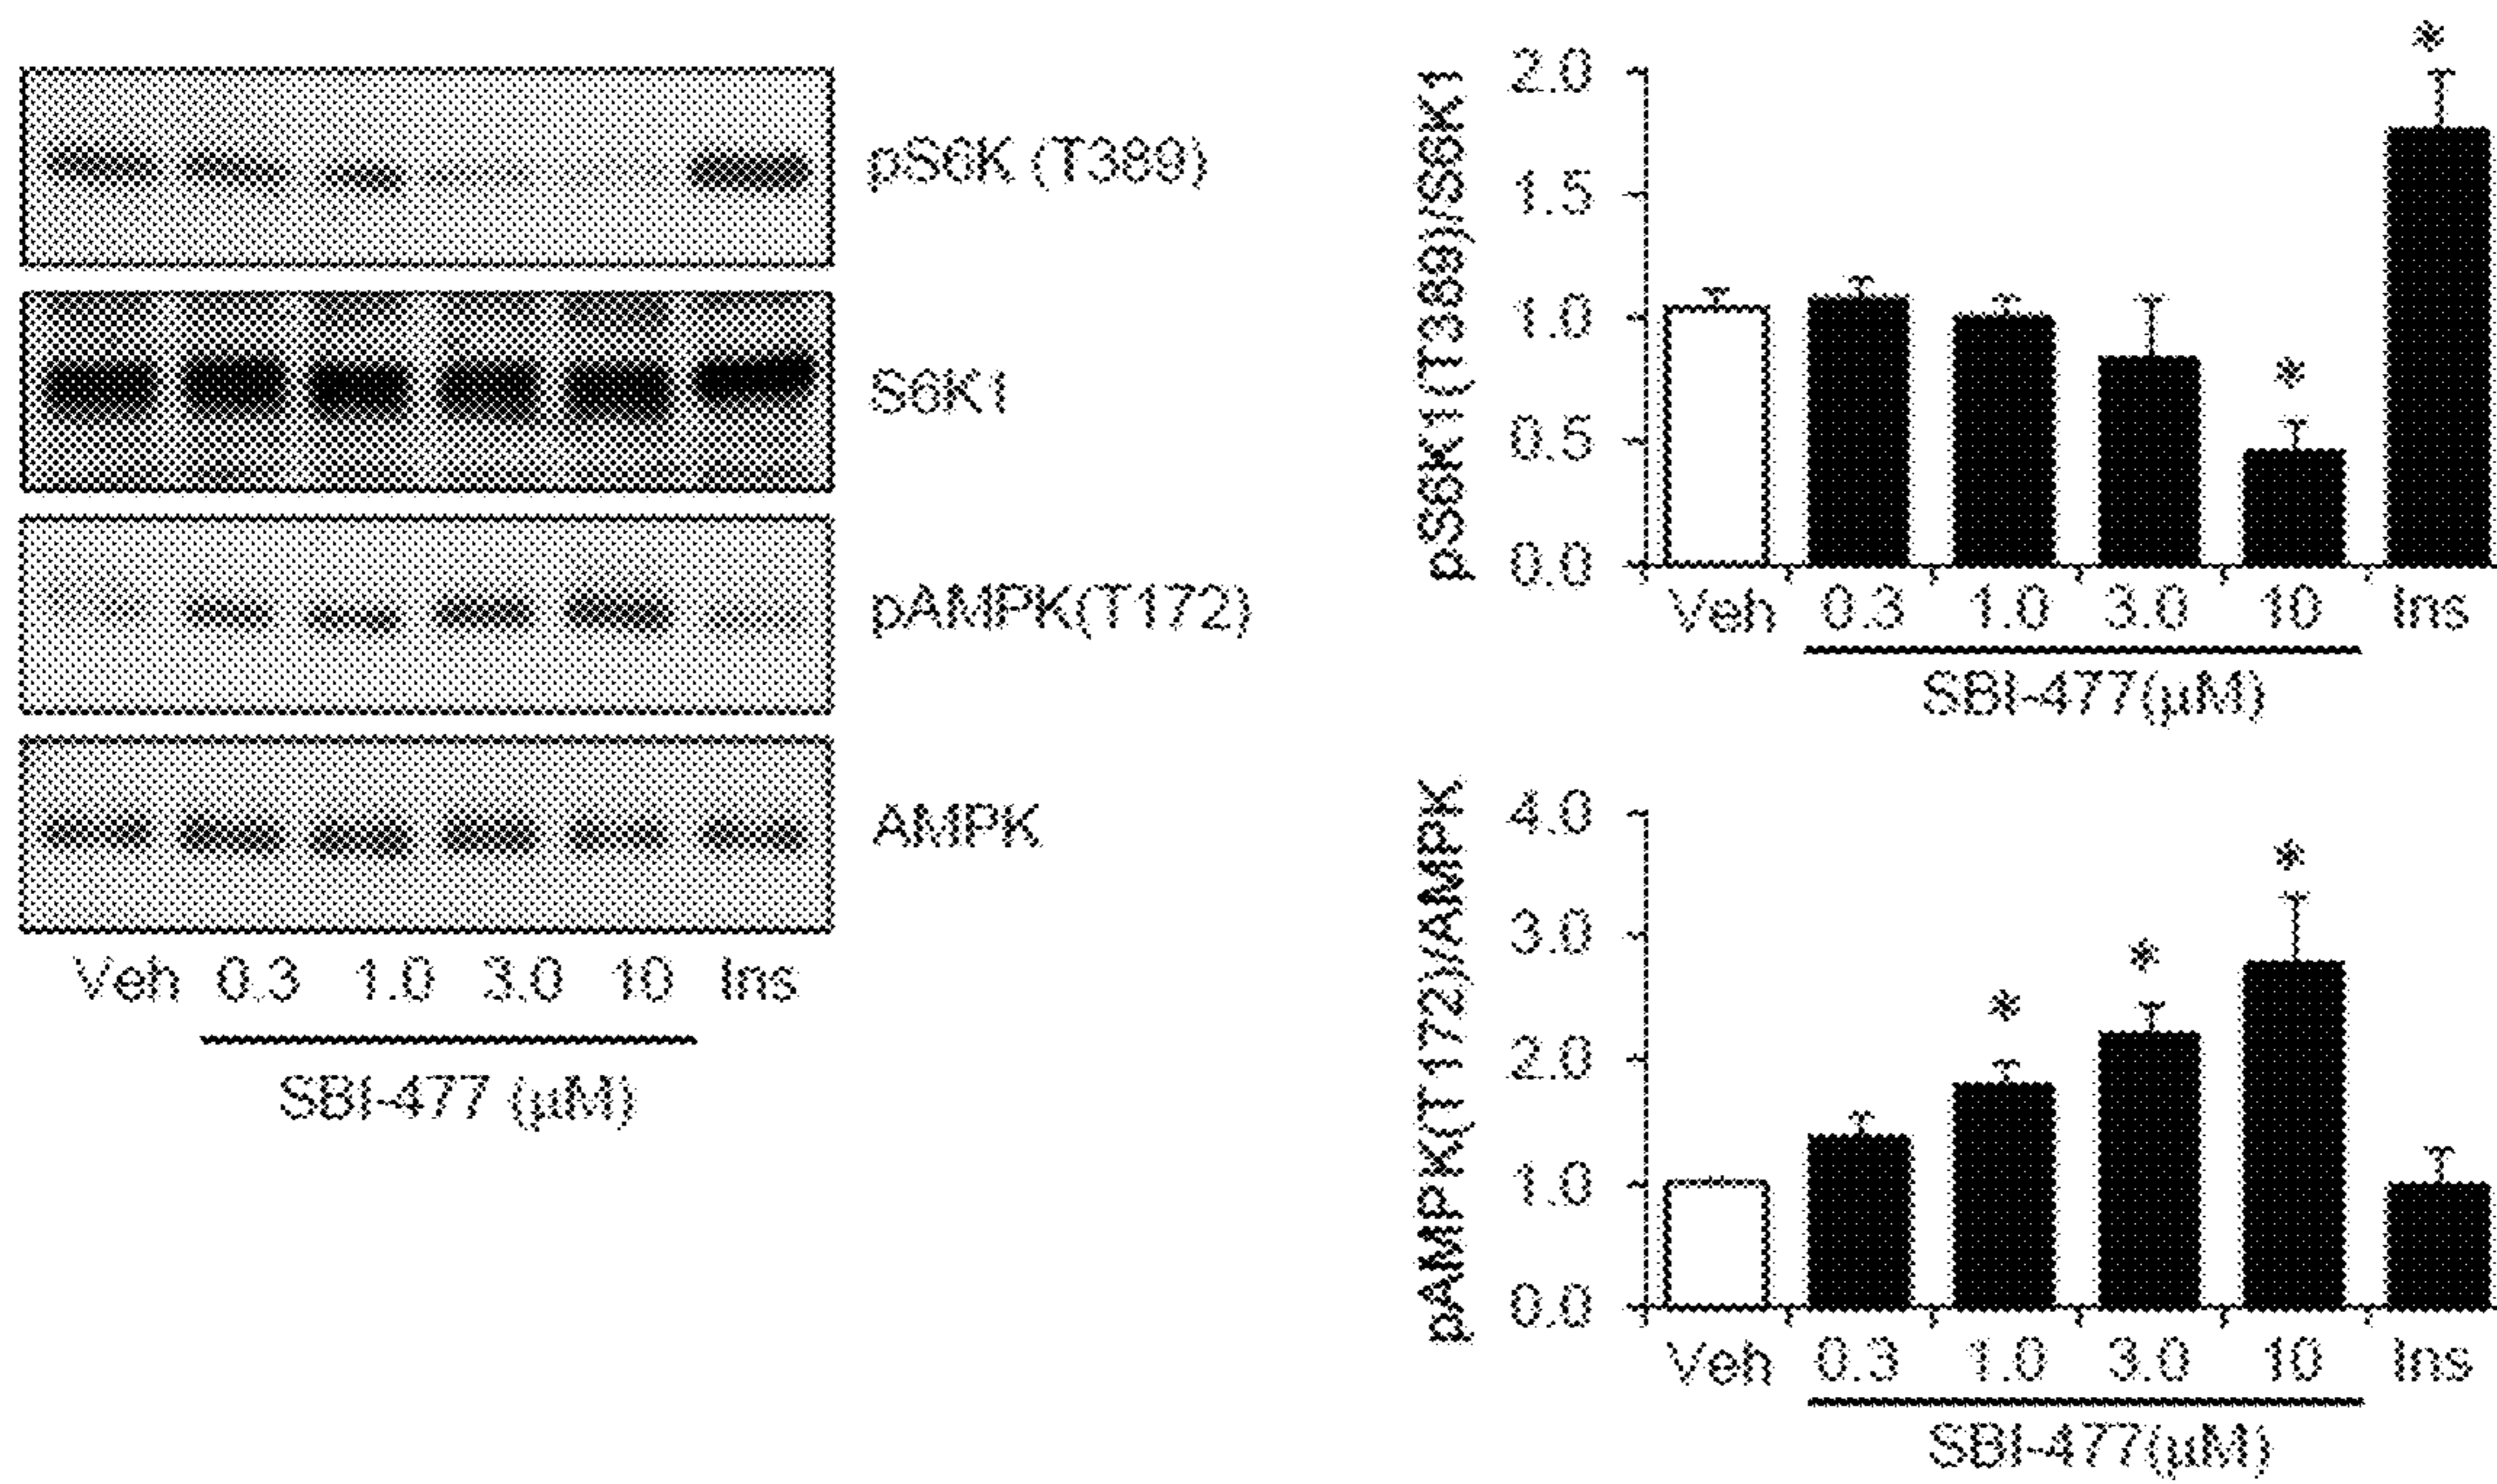 pS6K (T389)
S6K1
pAMPK(T172)
AMPK
Veh 0.3 1.0 3.0 10 Ins
SBI-477 (µM)
pS6K1(T389)/S6K1
2.0
1.5
1.0
0.5
0.0
*
*
Veh 0.3 1.0 3.0 10 Ins
SBI-477(µM)
pAMPK(T172)/AMPK
4.0
3.0
2.0
1.0
0.0
*
*
*
Veh 0.3 1.0 3.0 10 Ins
SBI-477(µM)